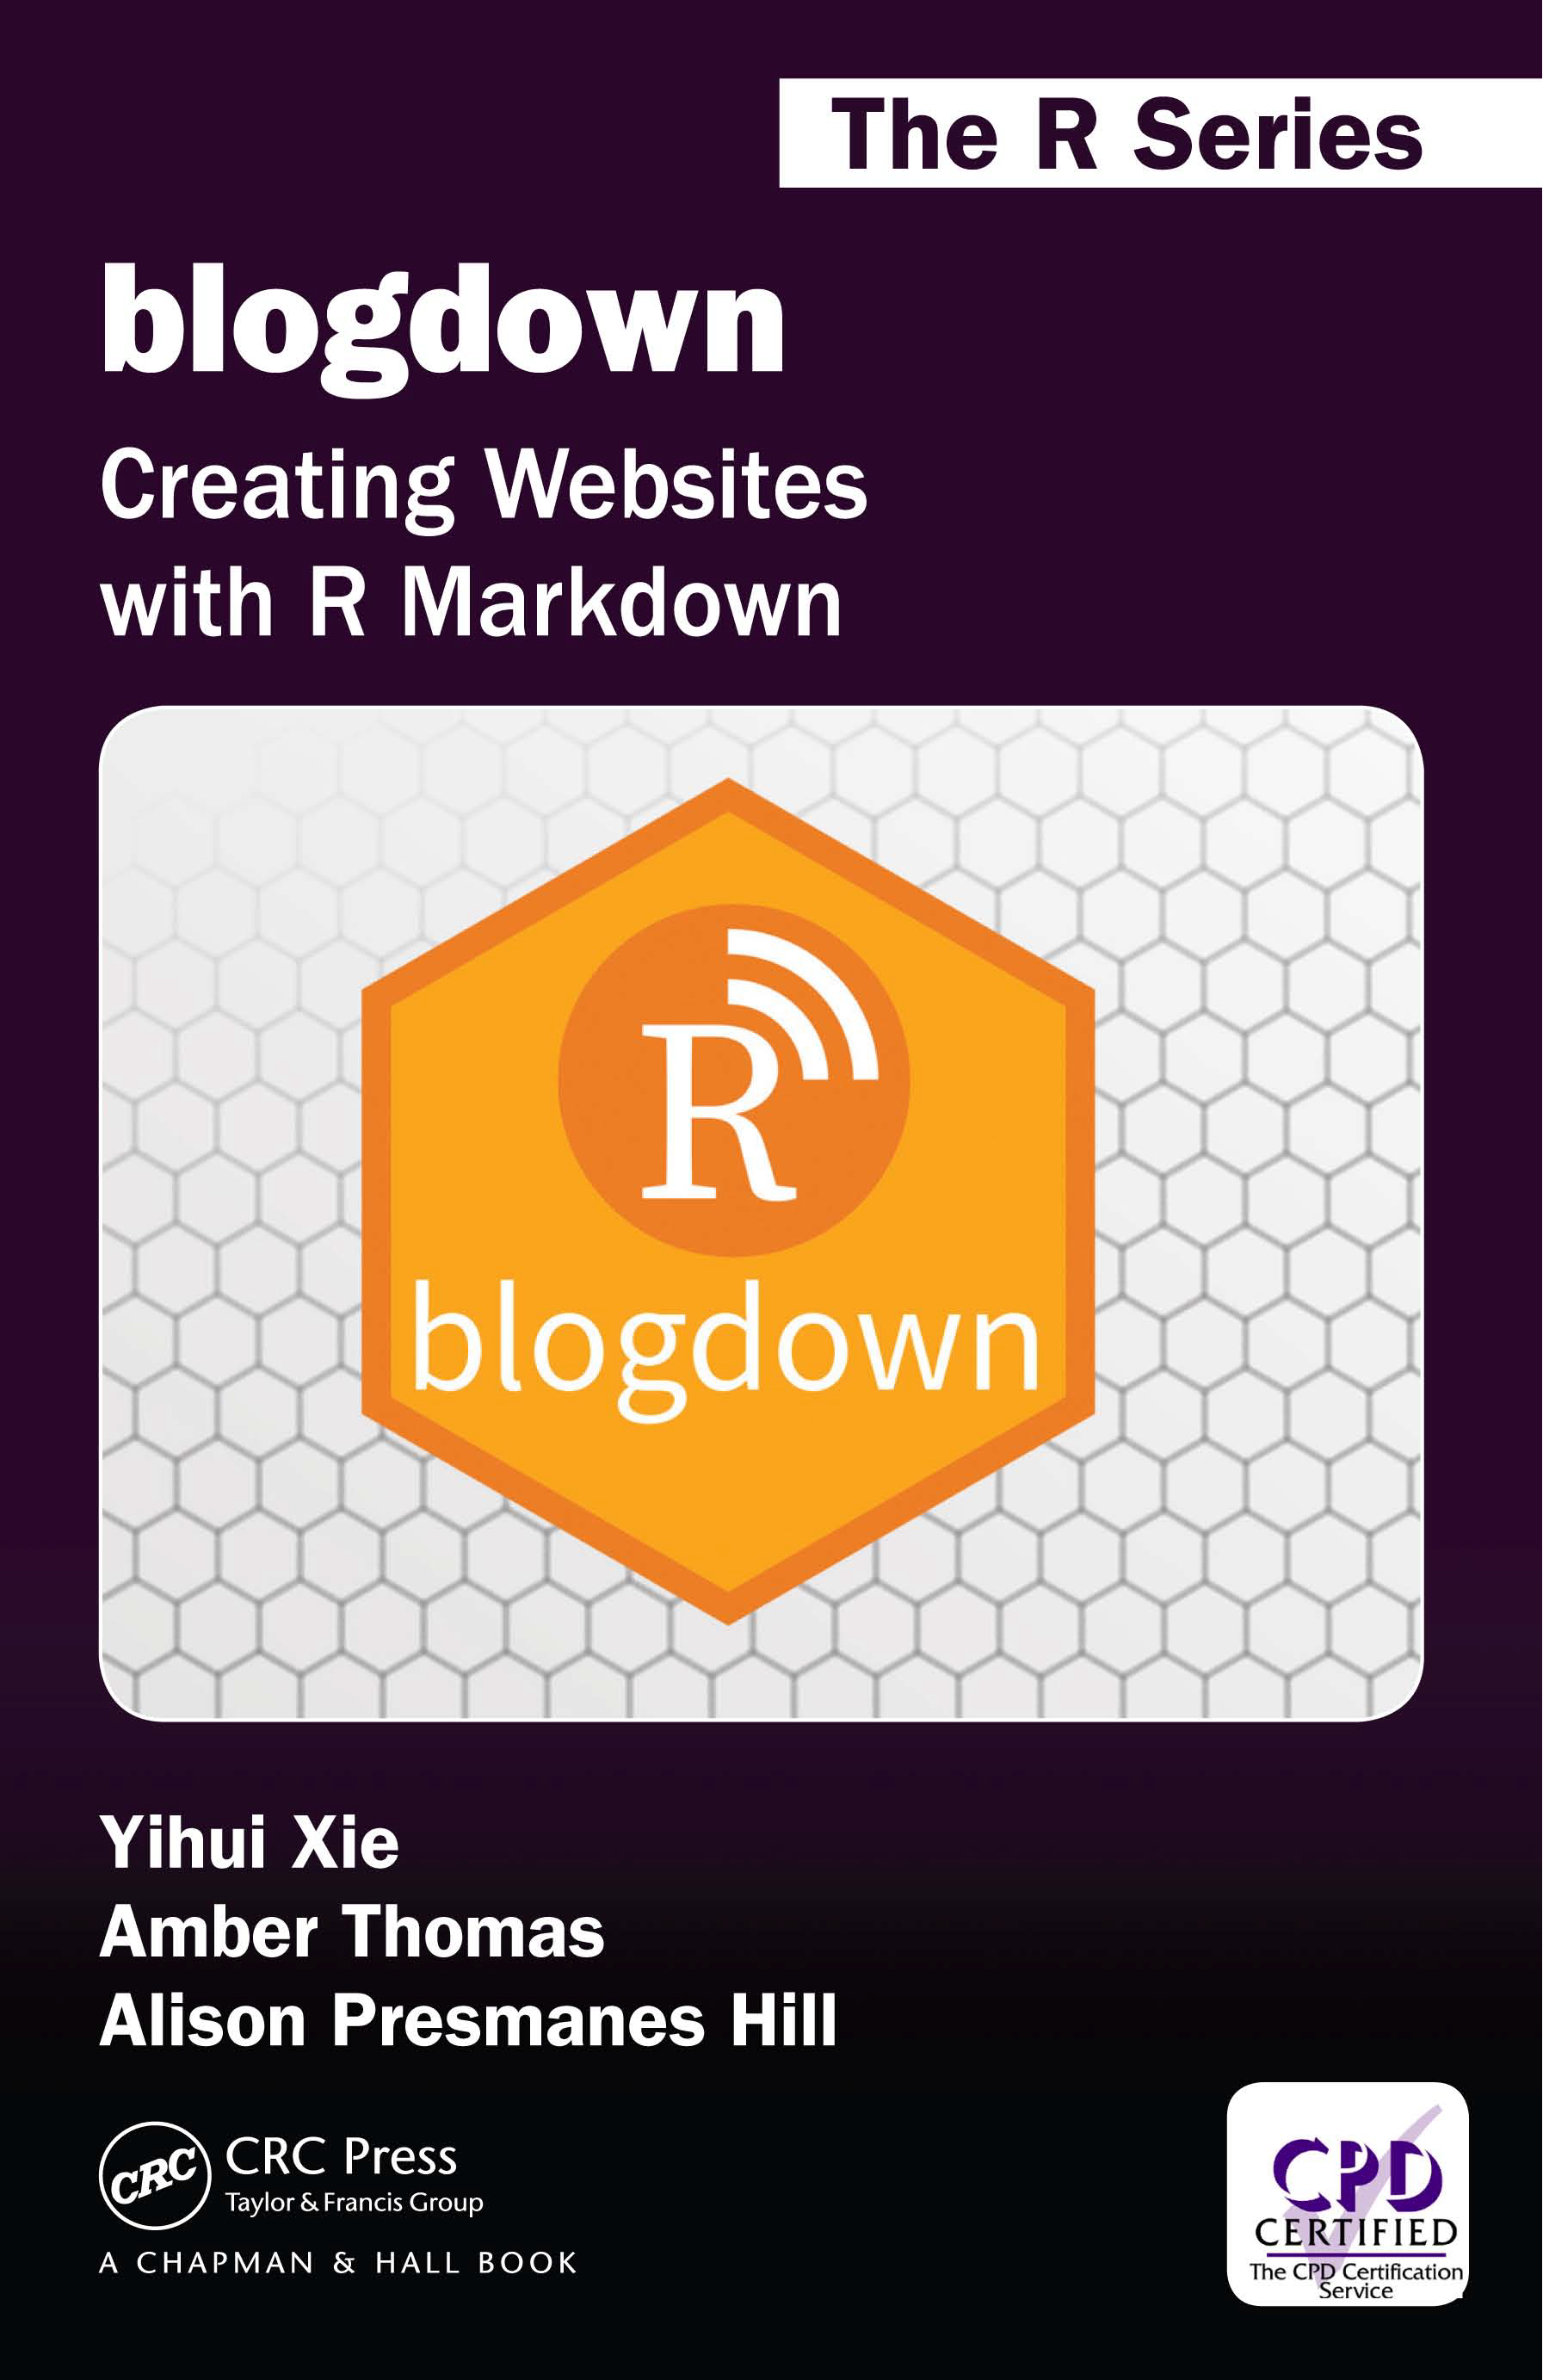 The R Series
blogdown
Creating Websites
with R Markdown
R
blogdown
Yihui Xie
Amber Thomas
Alison Presmanes Hill
CRC
CRC Press
Taylor & Francis Group
A CHAPMAN & HALL BOOK
CPD
CERTIFIED
The CPD Certification
Service